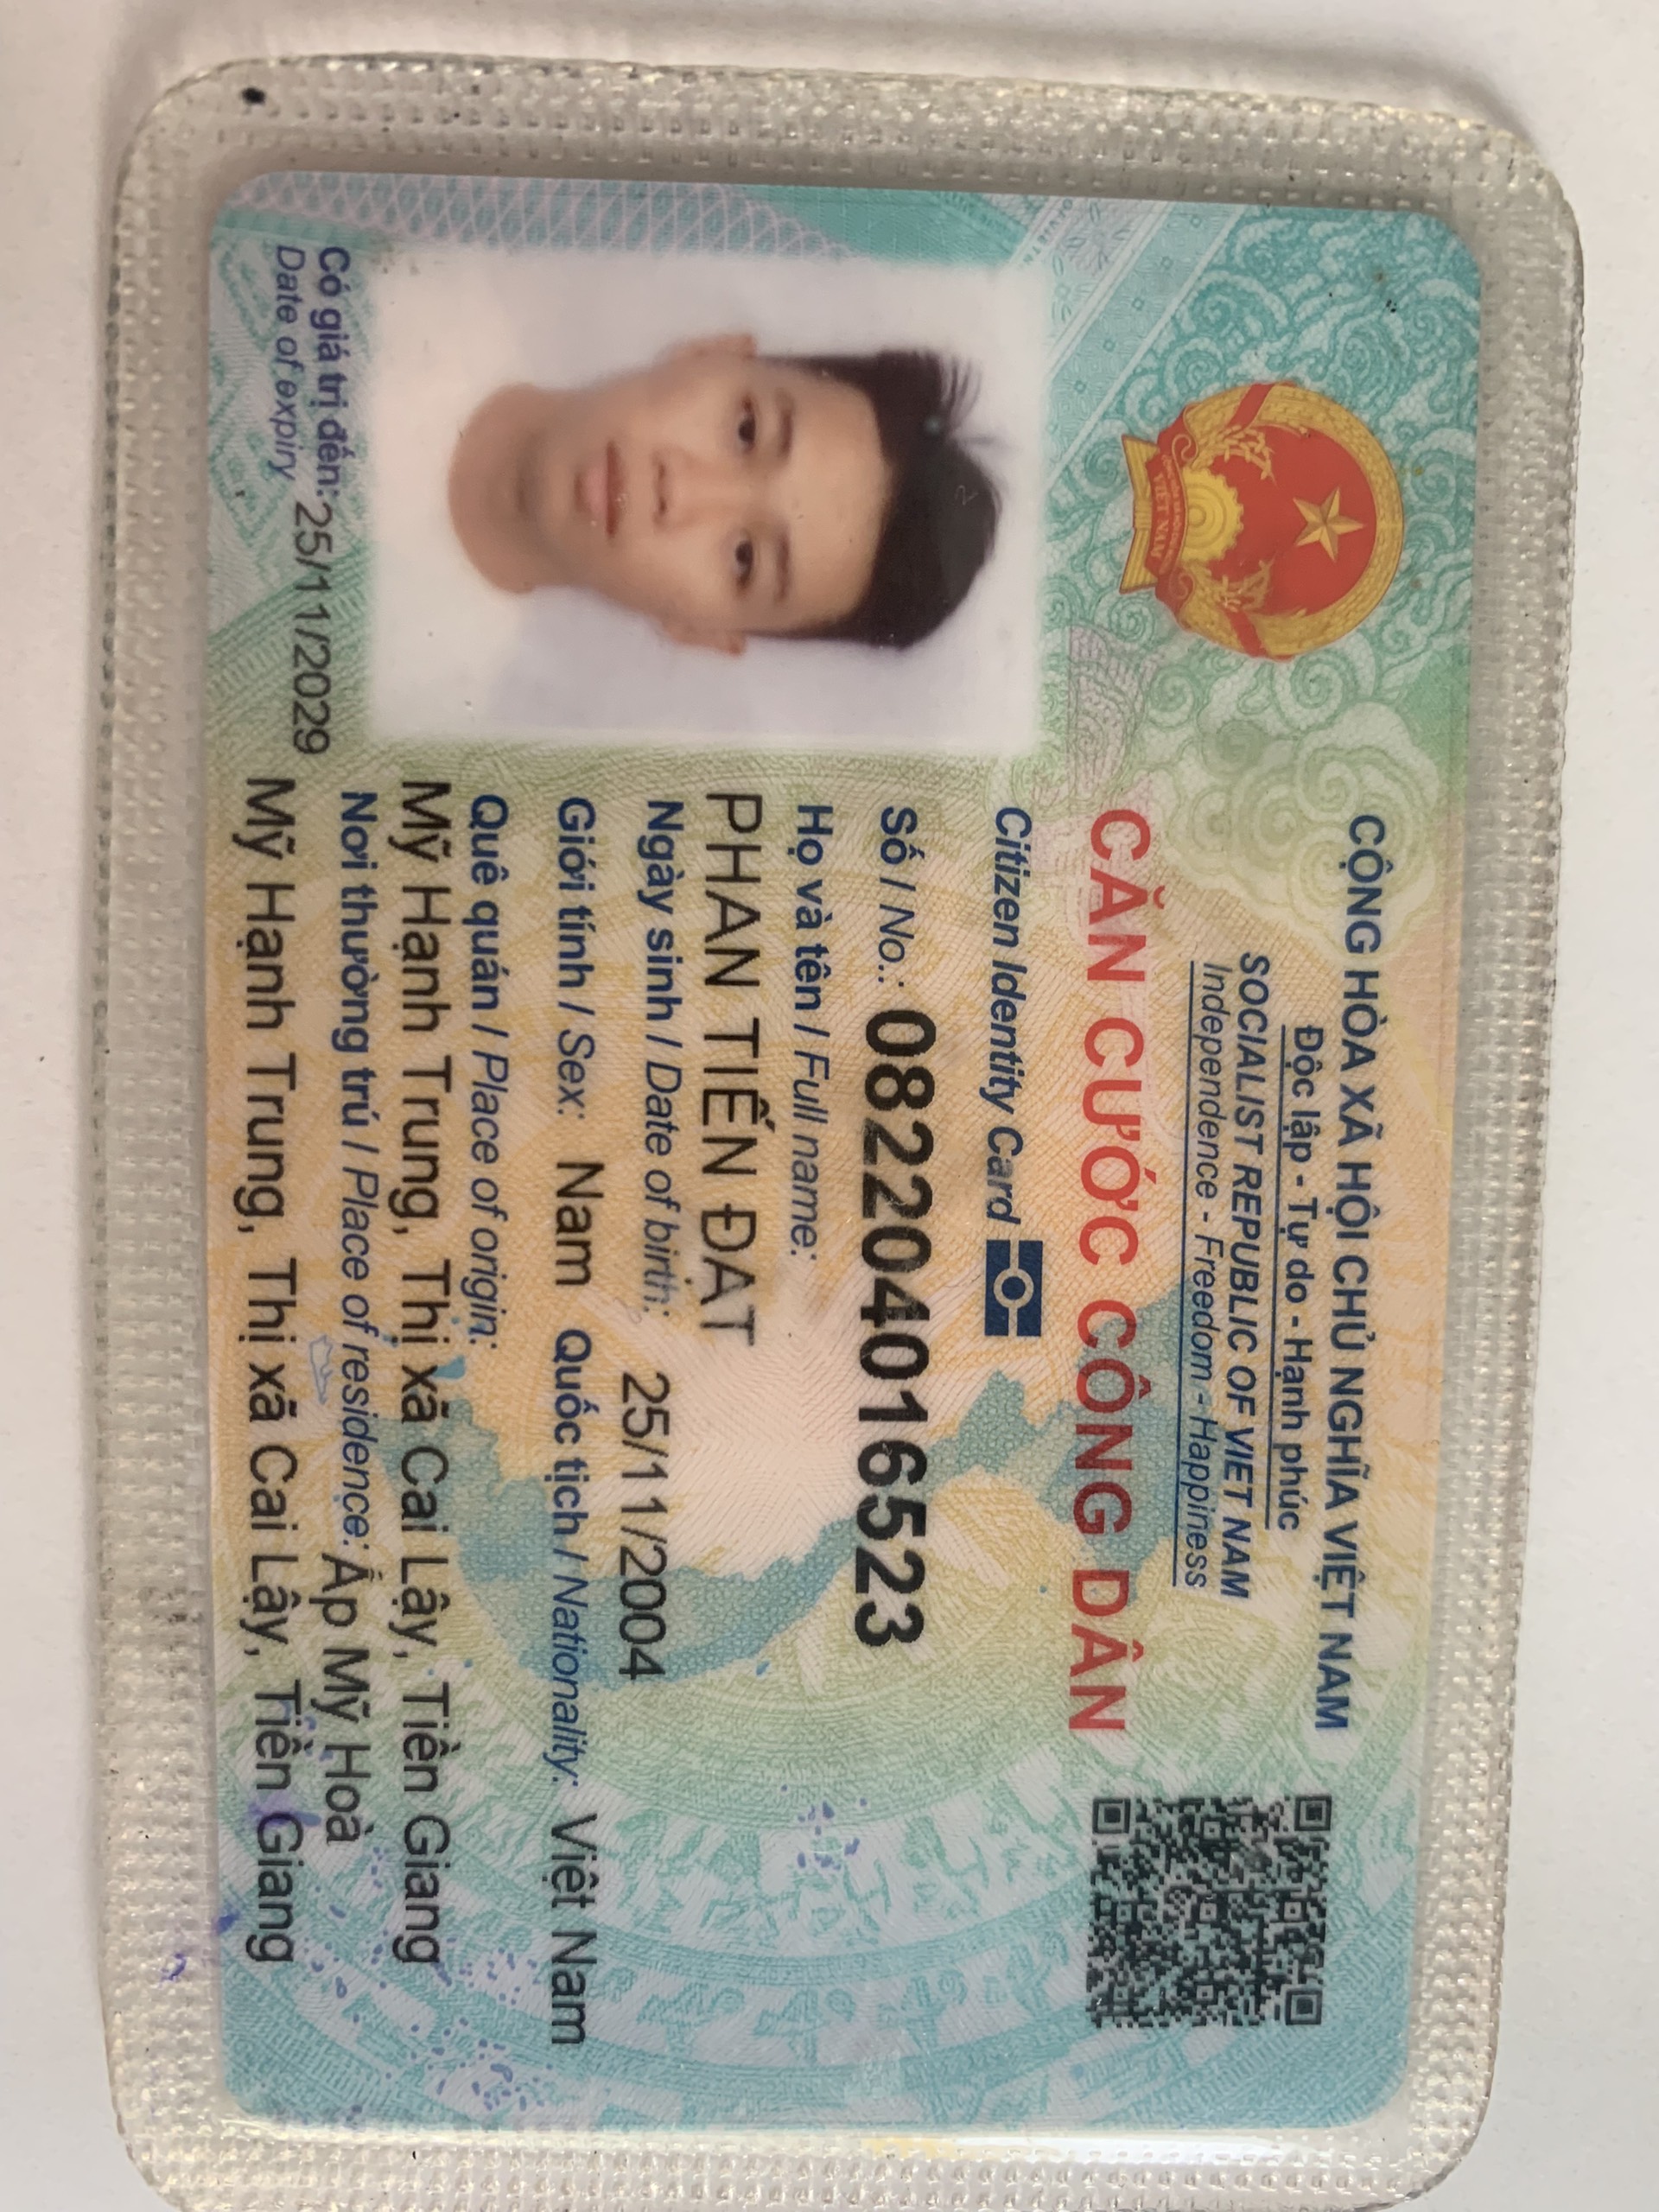 CỘNG HÒA XÃ HỘI CHỦ NGHĨA VIỆT NAM
Độc lập - Tự do - Hạnh phúc
SOCIALIST REPUBLIC OF VIET NAM
Independence - Freedom - Happiness
CĂN CƯỚC CÔNG DÂN
Citizen Identity Card
Số / No.: 082204016523
Họ và tên / Full name:
PHAN TIẾN ĐẠT
Ngày sinh / Date of birth: 25/11/2004
Giới tính / Sex: Nam Quốc tịch / Nationality: Việt Nam
Quê quán / Place of origin:
Mỹ Hạnh Trung, Thị xã Cai Lậy, Tiền Giang
Nơi thường trú / Place of residence: Ấp Mỹ Hoà
Mỹ Hạnh Trung, Thị xã Cai Lậy, Tiền Giang
Có giá trị đến: 25/11/2029
Date of expiry
VIỆT NAM